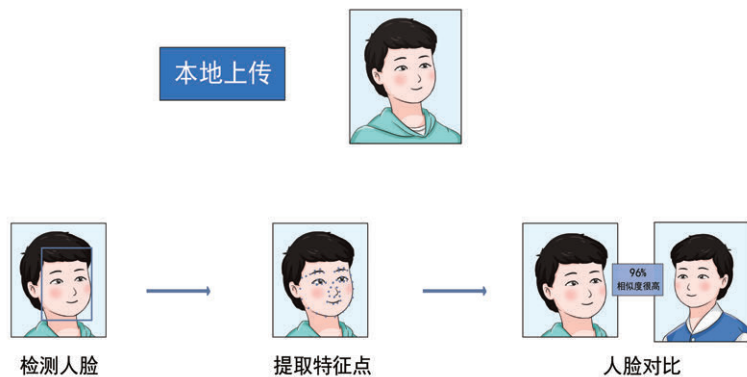 本地上传
96%
相似度很高
检测人脸
提取特征点
人脸对比